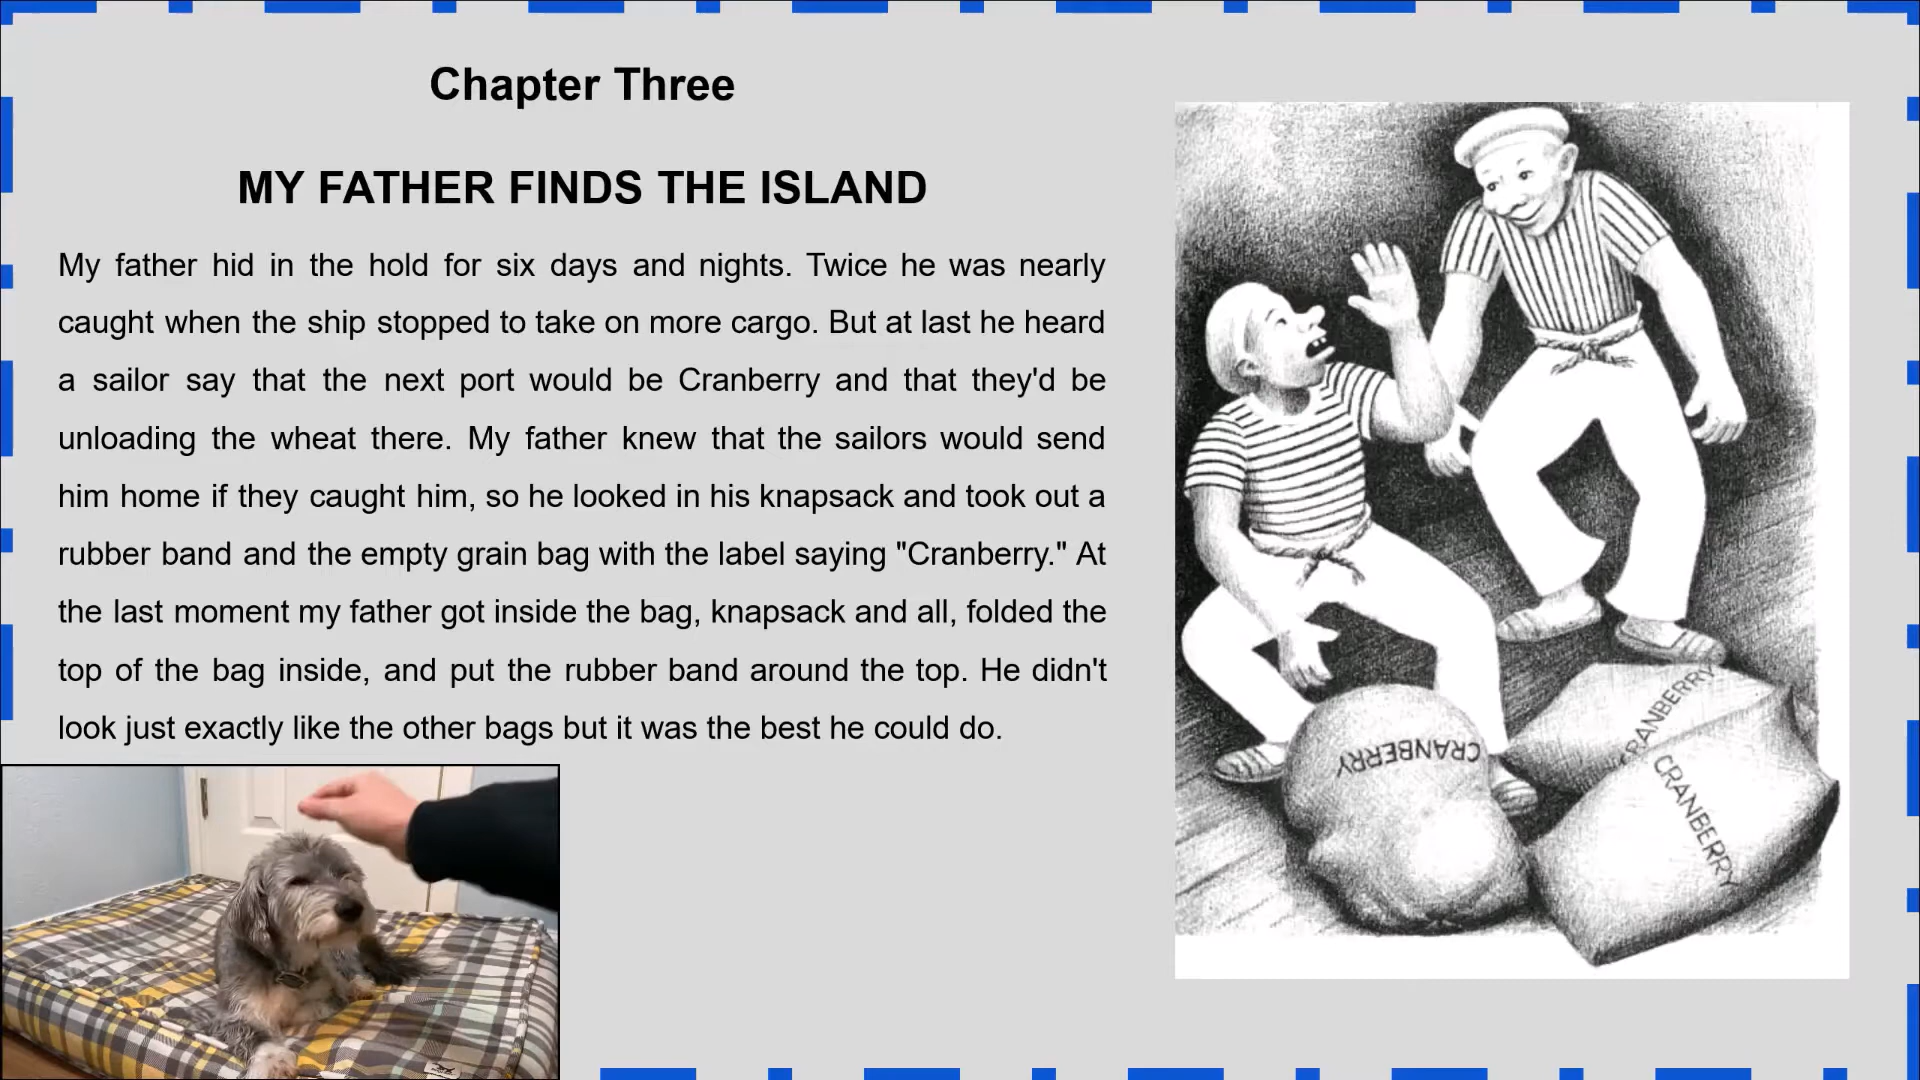 Chapter Three
MY FATHER FINDS THE ISLAND
My father hid in the hold for six days and nights. Twice he was nearly
caught when the ship stopped to take on more cargo. But at last he heard
a sailor say that the next port would be Cranberry and that they'd be
unloading the wheat there. My father knew that the sailors would send
him home if they caught him, so he looked in his knapsack and took out a
rubber band and the empty grain bag with the label saying "Cranberry." At
the last moment my father got inside the bag, knapsack and all, folded the
top of the bag inside, and put the rubber band around the top. He didn't
look just exactly like the other bags but it was the best he could do.
CRANBERRY
RANBERRY
CRANBERRY